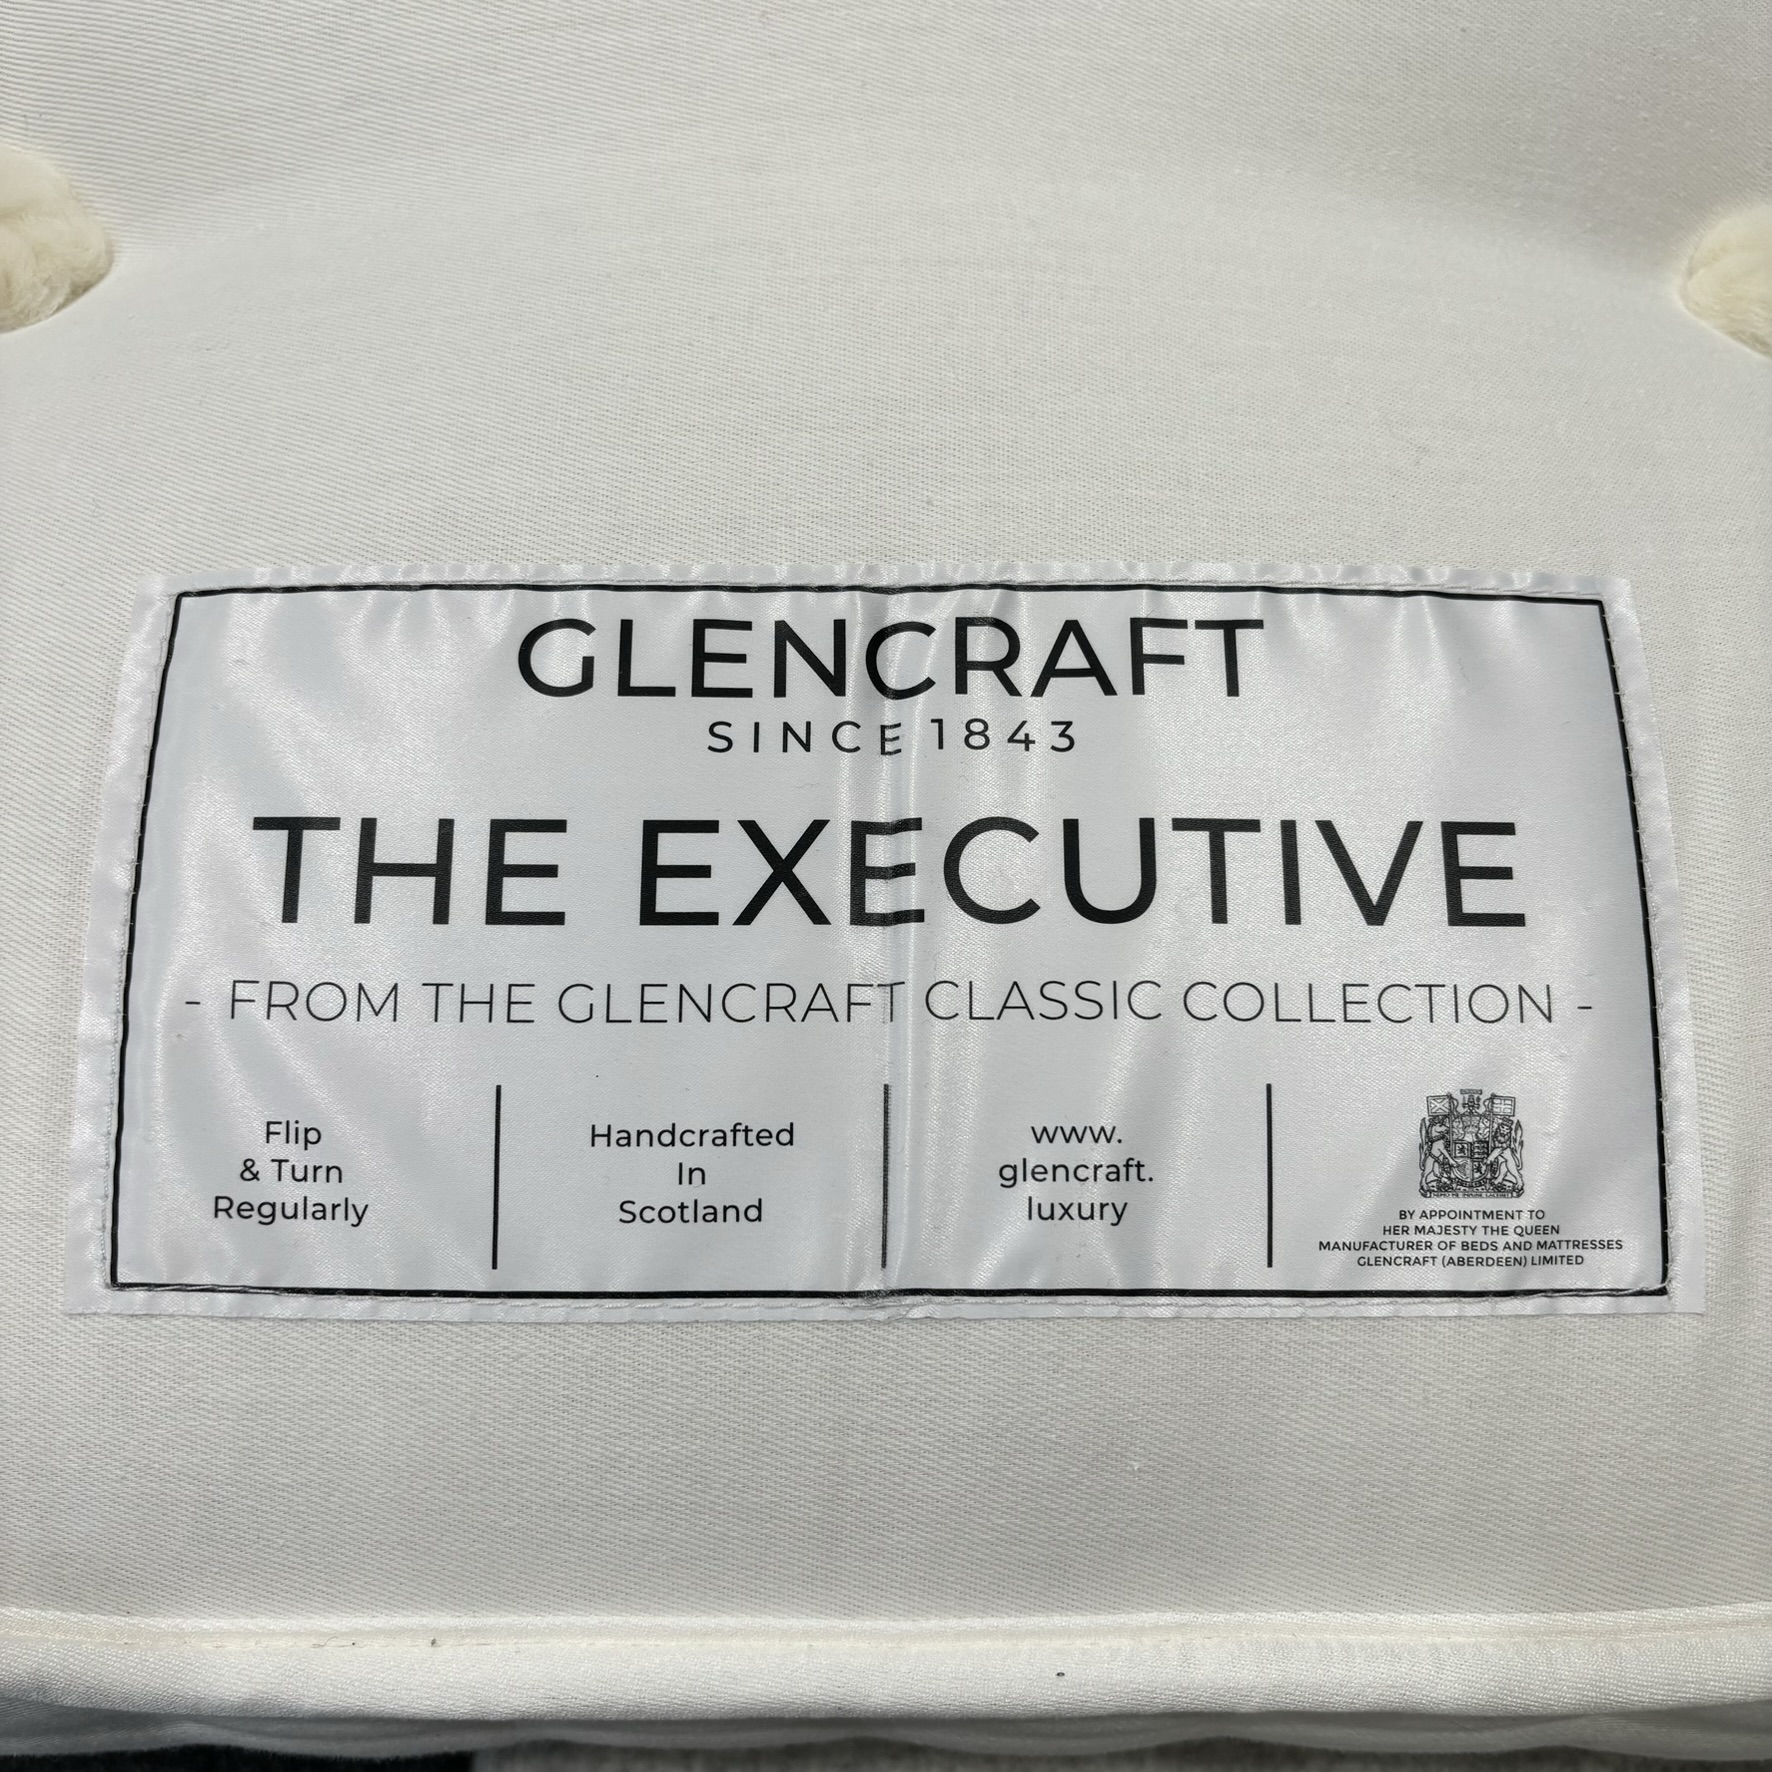 GLENCRAFT
SINCE 1843
THE EXECUTIVE
- FROM THE GLENCRAFT CLASSIC COLLECTION -
Flip
& Turn
Regularly
Handcrafted
In
Scotland
www.
glencraft.
luxury
BY APPOINTMENT TO
HER MAJESTY THE QUEEN
MANUFACTURER OF BEDS AND MATTRESSES
GLENCRAFT (ABERDEEN) LIMITED